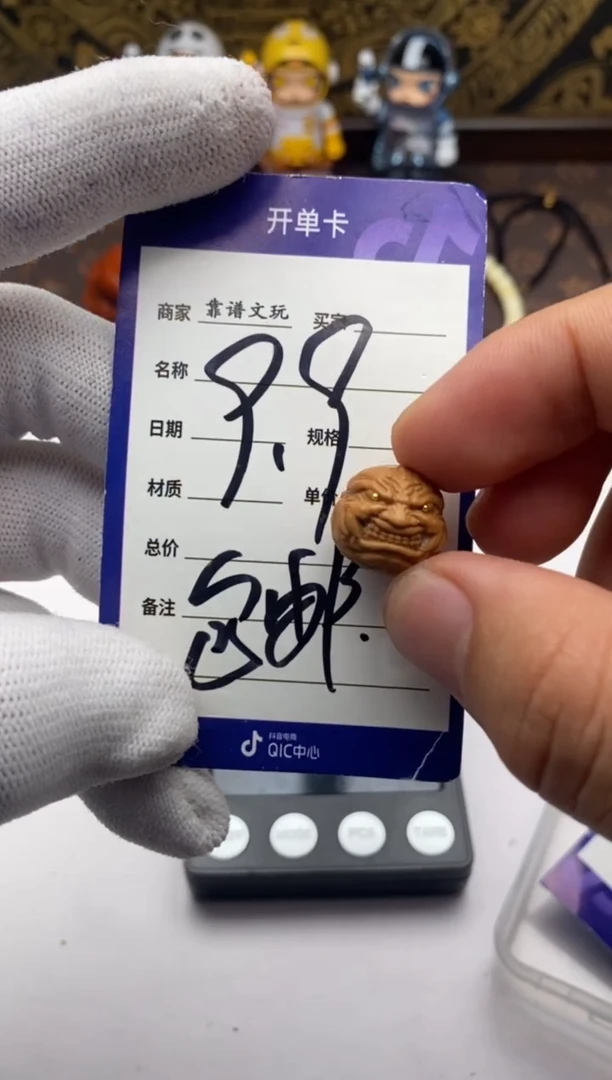 开单卡
商家 靠谱文玩 买家
名称
9.9
日期 规格
材质 单价
总价
备注
包邮.
抖音电商
QIC中心